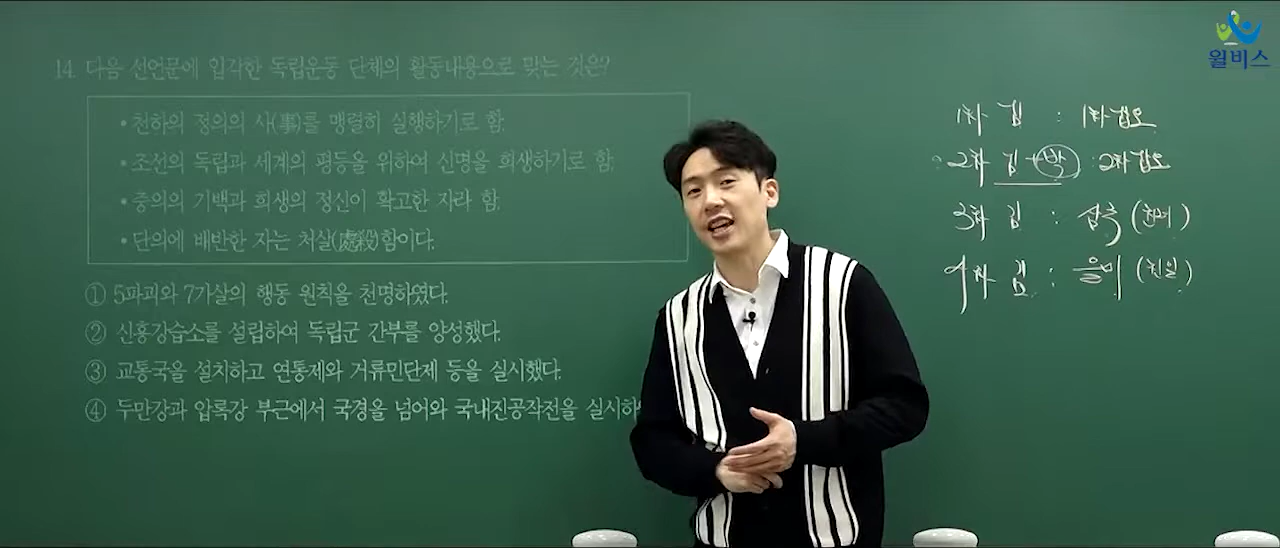 14. 다음 선언문에 입각한 독립운동 단체의 활동내용으로 맞는 것은?
• 천하의 정의의 사(事)를 맹렬히 실행하기로 함.
• 조선의 독립과 세계의 평등을 위하여 신명을 희생하기로 함.
• 충의의 기백과 희생의 정신이 확고한 자라 함.
• 단의에 배반한 자는 처살(處殺)함이다.
① 5파괴와 7가살의 행동 원칙을 천명하였다.
② 신흥강습소를 설립하여 독립군 간부를 양성했다.
③ 교통국을 설치하고 연통제와 거류민단제 등을 실시했다.
④ 두만강과 압록강 부근에서 국경을 넘어와 국내진공작전을 실시하
윌비스
1차 김 : 1차갑오
2차 김+박 : 2차갑오
3차 김 :
4차 김 : 을미 (친일)